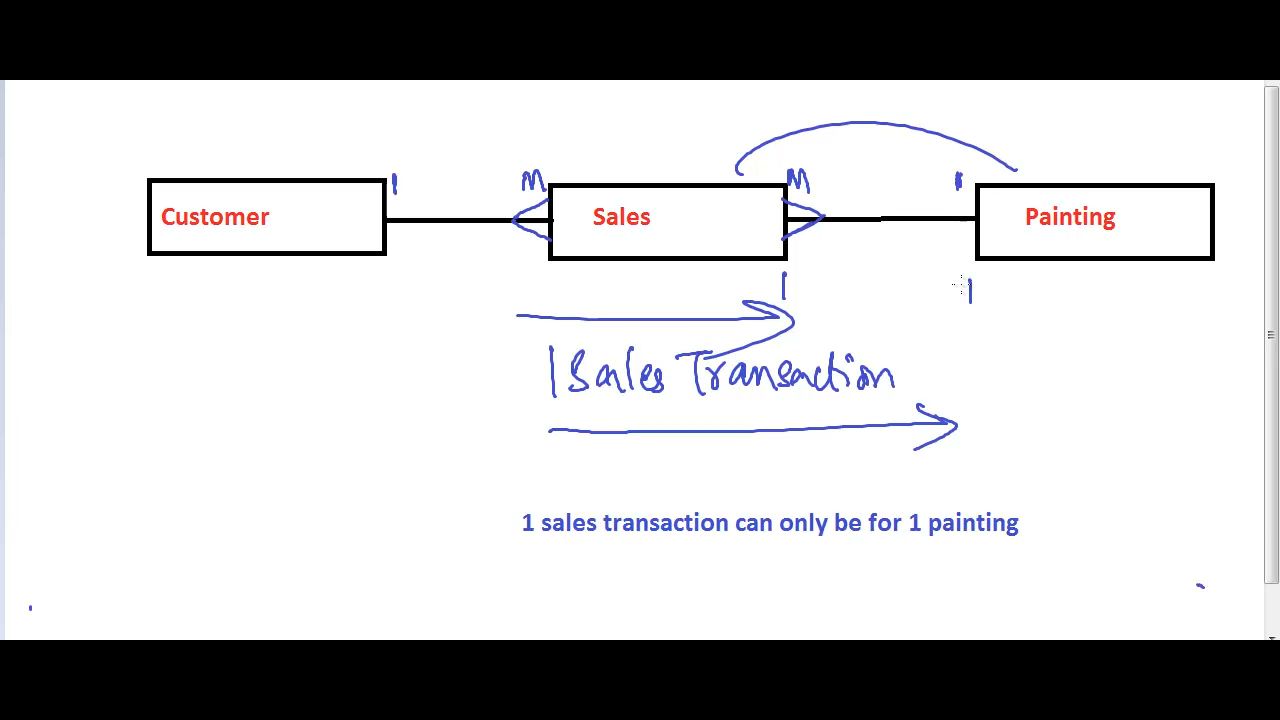 1 M M 1
Customer Sales Painting
1 1
1 Sales Transaction
1 sales transaction can only be for 1 painting